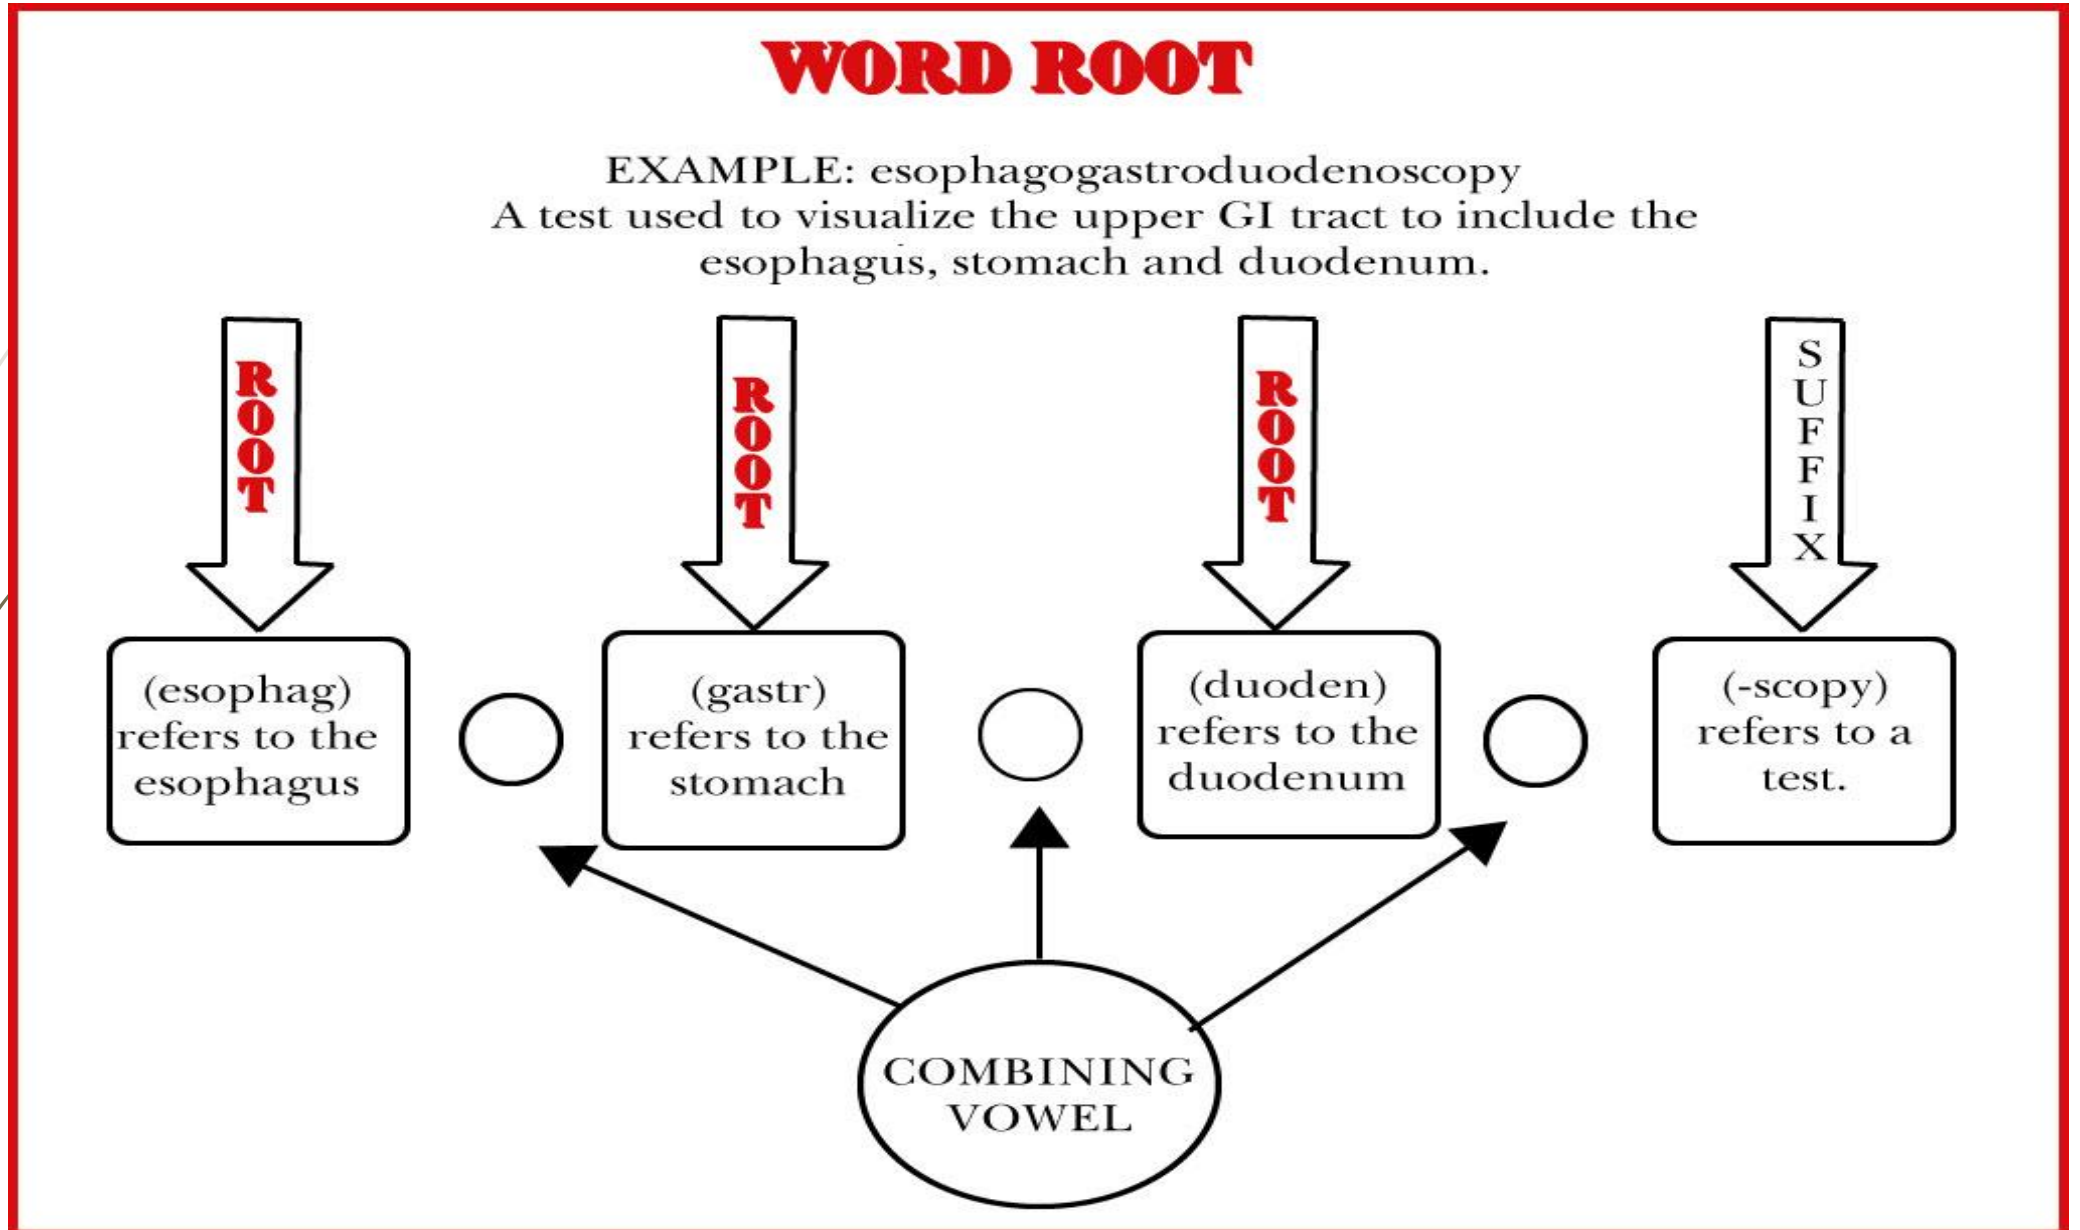 WORD ROOT
EXAMPLE: esophagogastroduodenoscopy
A test used to visualize the upper GI tract to include the
esophagus, stomach and duodenum.
ROOT
ROOT
ROOT
SUFFIX
(esophag)
refers to the
esophagus
(gastr)
refers to the
stomach
(duoden)
refers to the
duodenum
(-scopy)
refers to a
test.
COMBINING
VOWEL